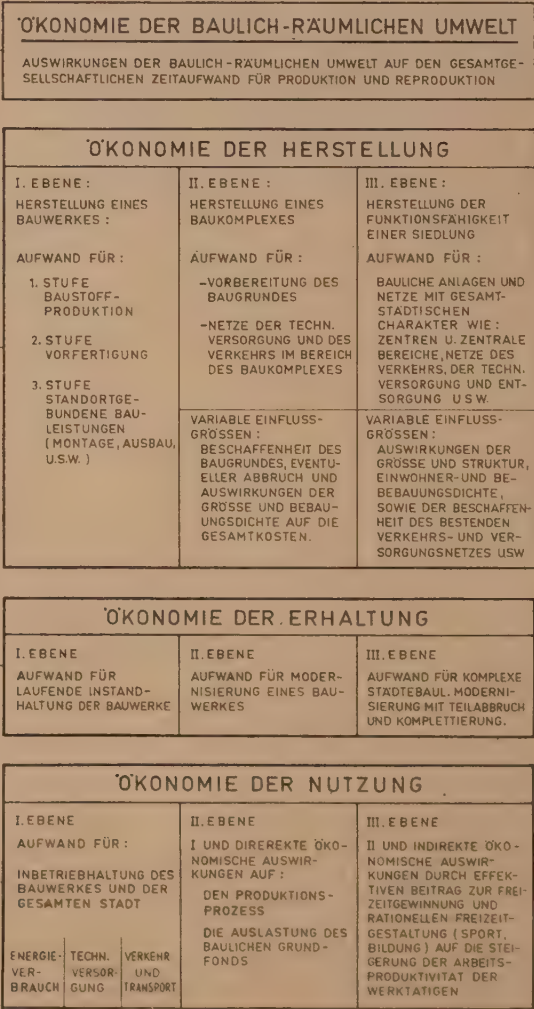 ÖKONOMIE DER BAULICH-RÄUMLICHEN UMWELT
AUSWIRKUNGEN DER BAULICH-RÄUMLICHEN UMWELT AUF DEN GESAMTGE-
SELLSCHAFTLICHEN ZEITAUFWAND FÜR PRODUKTION UND REPRODUKTION
ÖKONOMIE DER HERSTELLUNG
I. EBENE:
HERSTELLUNG EINES
BAUWERKES:
AUFWAND FÜR:
1. STUFE
BAUSTOFF-
PRODUKTION
2. STUFE
VORFERTIGUNG
3. STUFE
STANDORTGE-
BUNDENE BAU-
LEISTUNGEN
(MONTAGE, AUSBAU,
U.S.W.)
II. EBENE:
HERSTELLUNG EINES
BAUKOMPLEXES
AUFWAND FÜR:
-VORBEREITUNG DES
BAUGRUNDES
-NETZE DER TECHN.
VERSORGUNG UND DES
VERKEHRS IM BEREICH
DES BAUKOMPLEXES
VARIABLE EINFLUSS-
GRÖSSEN:
BESCHAFFENHEIT DES
BAUGRUNDES, EVENTU-
ELLER ABBRUCH UND
AUSWIRKUNGEN DER
GRÖSSE UND BEBAU-
UNGSDICHTE AUF DIE
GESAMTKOSTEN.
III. EBENE:
HERSTELLUNG DER
FUNKTIONSFÄHIGKEIT
EINER SIEDLUNG
AUFWAND FÜR:
BAULICHE ANLAGEN UND
NETZE MIT GESAMT-
STÄDTISCHEN
CHARAKTER WIE:
ZENTREN U. ZENTRALE
BEREICHE, NETZE DES
VERKEHRS, DER TECHN.
VERSORGUNG UND ENT-
SORGUNG U S W.
VARIABLE EINFLUSS-
GRÖSSEN:
AUSWIRKUNGEN DER
GRÖSSE UND STRUKTUR,
EINWOHNER-UND BE-
BEBAUUNGSDICHTE,
SOWIE DER BESCHAFFEN-
HEIT DES BESTENDEN
VERKEHRS- UND VER-
SORGUNGSNETZES USW
ÖKONOMIE DER ERHALTUNG
I. EBENE
AUFWAND FÜR
LAUFENDE INSTAND-
HALTUNG DER BAUWERKE
II. EBENE
AUFWAND FÜR MODER-
NISIERUNG EINES BAU-
WERKES
III. EBENE
AUFWAND FÜR KOMPLEXE
STÄDTEBAUL. MODERNI-
SIERUNG MIT TEILABBRUCH
UND KOMPLETTIERUNG.
ÖKONOMIE DER NUTZUNG
I. EBENE
AUFWAND FÜR:
INBETRIEBHALTUNG DES
BAUWERKES UND DER
GESAMTEN STADT
ENERGIE-
VER-
BRAUCH
TECHN.
VERSOR-
GUNG
VERKEHR
UND
TRANSPORT
II. EBENE
I UND DIREREKTE ÖKO-
NOMISCHE AUSWIR-
KUNGEN AUF:
DEN PRODUKTIONS-
PROZESS
DIE AUSLASTUNG DES
BAULICHEN GRUND-
FONDS
III. EBENE
II UND INDIREKTE ÖKO-
NOMISCHE AUSWIR-
KUNGEN DURCH EFFEK-
TIVEN BEITRAG ZUR FREI-
ZEITGEWINNUNG UND
RATIONELLEN FREIZEIT-
GESTALTUNG (SPORT,
BILDUNG) AUF DIE STEI-
GERUNG DER ARBEITS-
PRODUKTIVITÄT DER
WERKTÄTIGEN